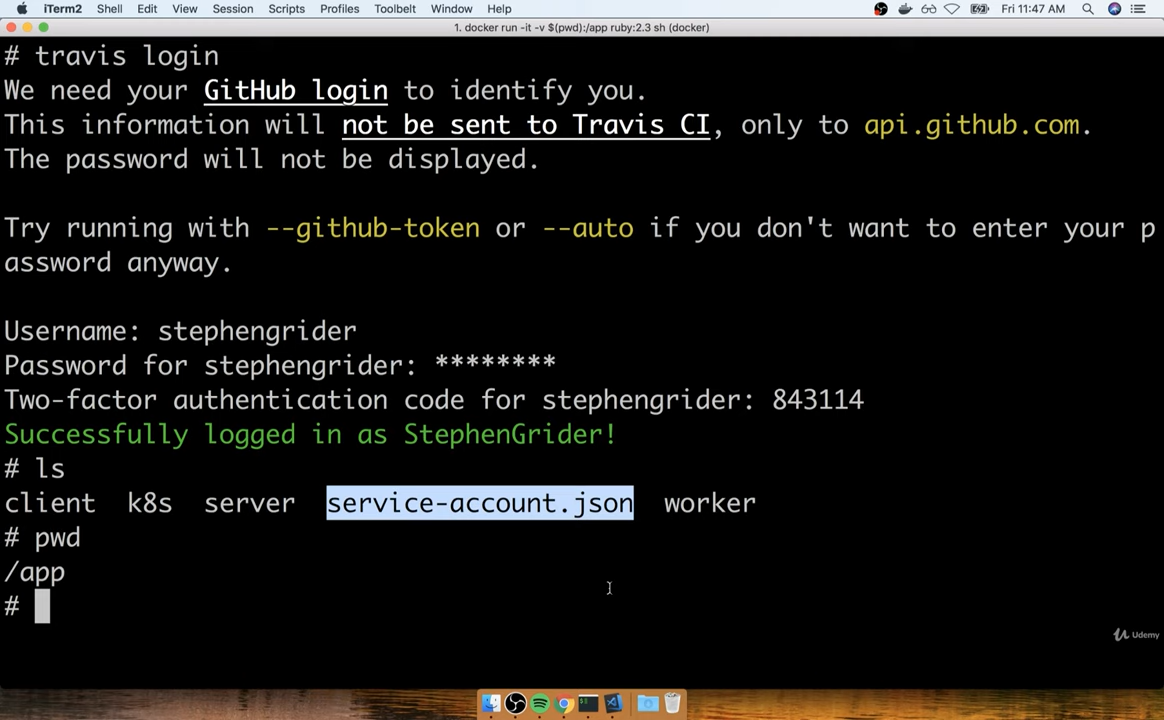 iTerm2 Shell Edit View Session Scripts Profiles Toolbelt Window Help Fri 11:47 AM
1. docker run -it -v $(pwd):/app ruby:2.3 sh (docker)
# travis login
We need your GitHub login to identify you.
This information will not be sent to Travis CI, only to api.github.com.
The password will not be displayed.
Try running with --github-token or --auto if you don't want to enter your p
assword anyway.
Username: stephengrider
Password for stephengrider: ********
Two-factor authentication code for stephengrider: 843114
Successfully logged in as StephenGrider!
# ls
client k8s server service-account.json worker
# pwd
/app
#
Udemy